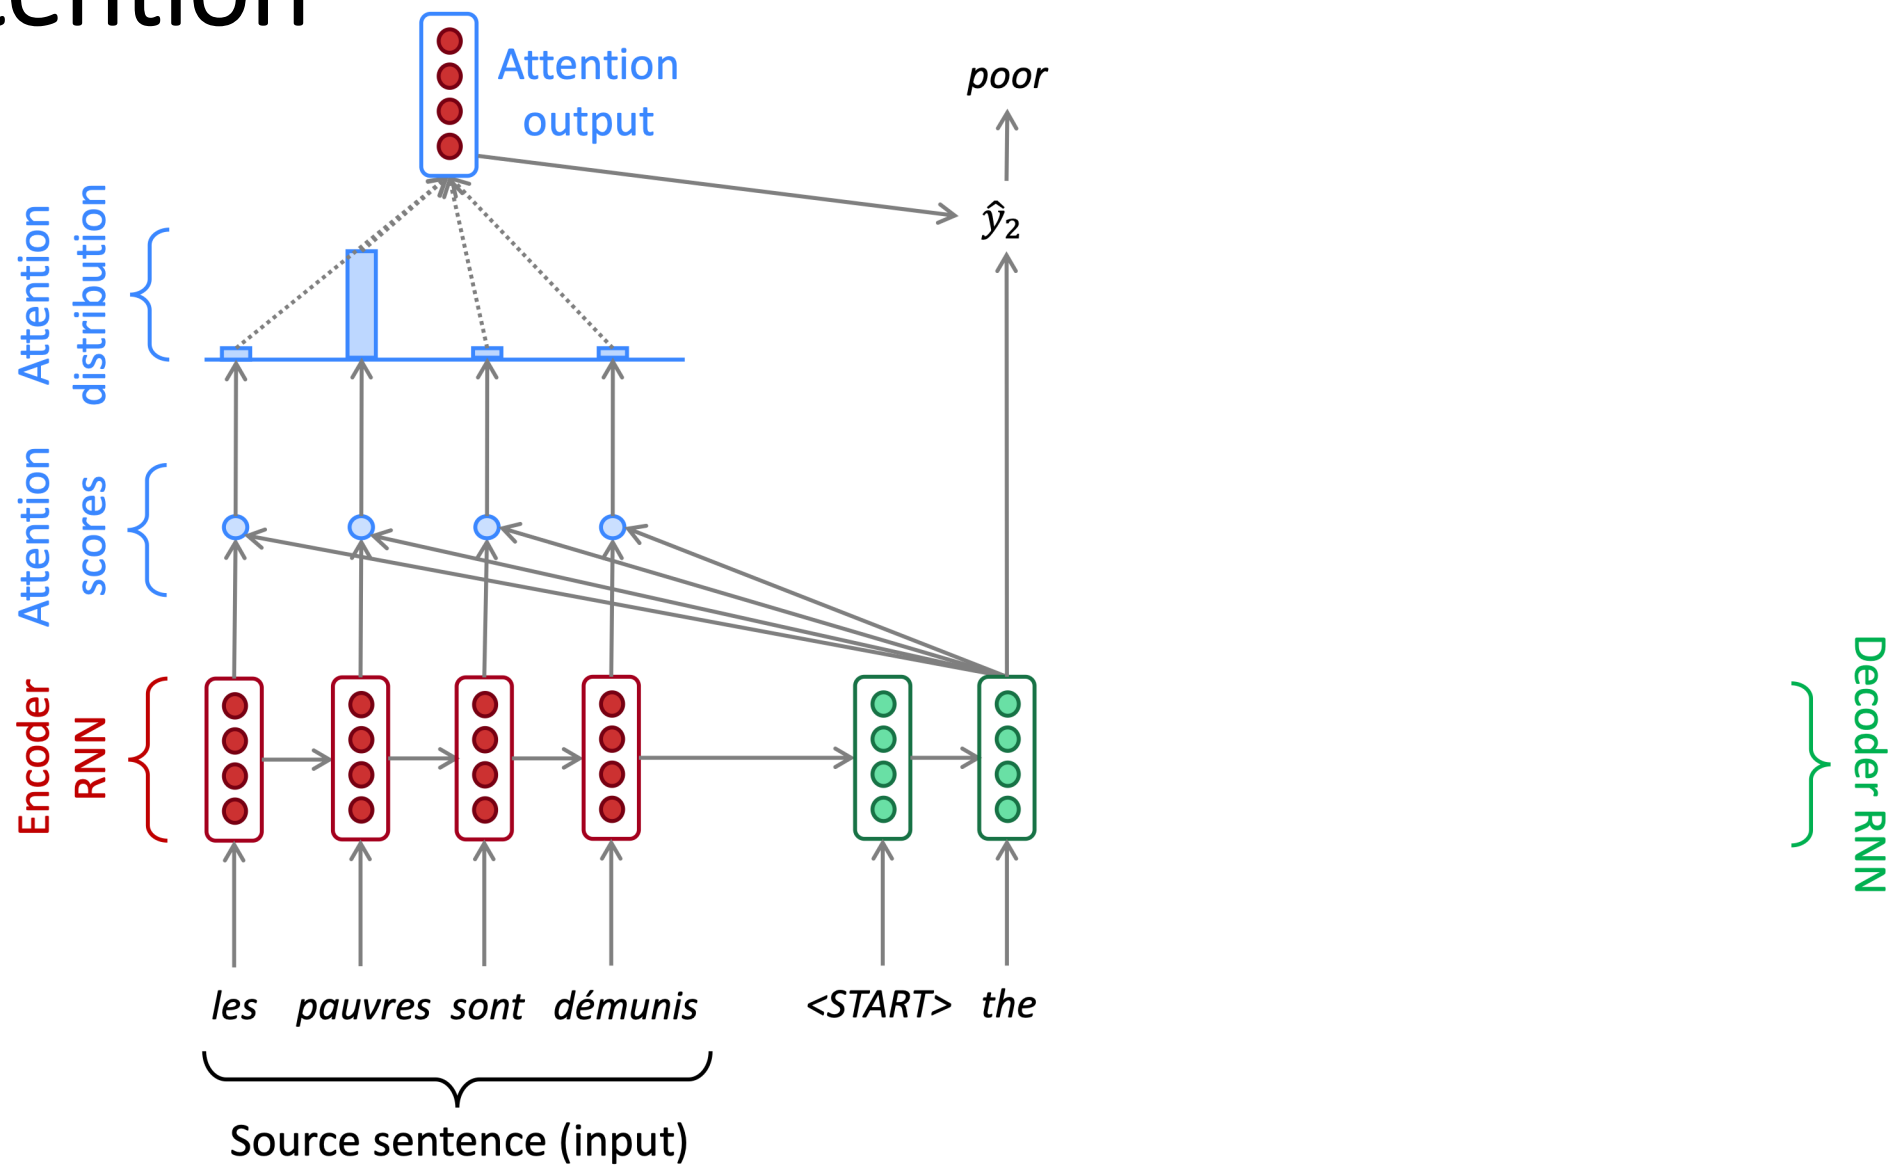 Attention
output
poor
ŷ₂
Attention
distribution
Attention
scores
Encoder
RNN
Decoder RNN
les pauvres sont démunis <START> the
Source sentence (input)